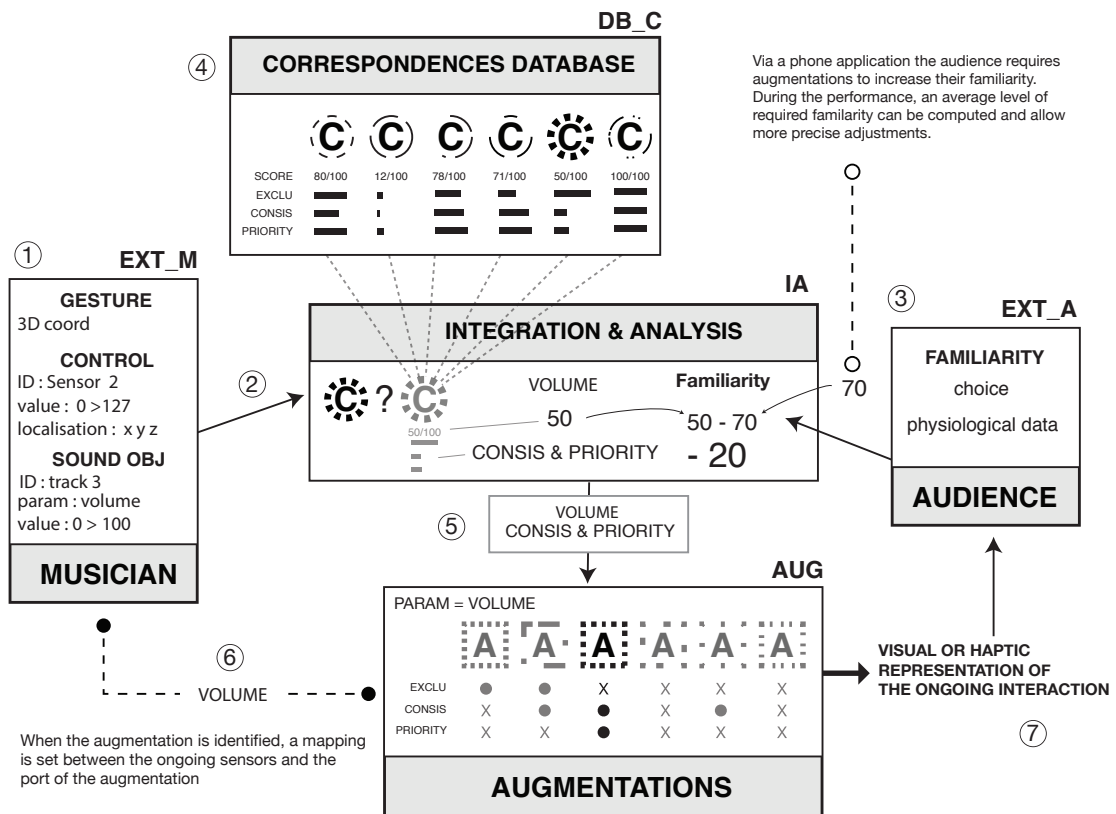 DB_C
④
CORRESPONDENCES DATABASE
C C C C C C
SCORE 80/100 12/100 78/100 71/100 50/100 100/100
EXCLU
CONSIS
PRIORITY
Via a phone application the audience requires
augmentations to increase their familiarity.
During the performance, an average level of
required familarity can be computed and allow
more precise adjustments.
①
EXT_M
GESTURE
3D coord
CONTROL
ID : Sensor 2
value : 0 >127
localisation : x y z
SOUND OBJ
ID : track 3
param : volume
value : 0 > 100
MUSICIAN
②
IA
INTEGRATION & ANALYSIS
C ? C
50/100
VOLUME
50
CONSIS & PRIORITY
Familiarity
50 - 70
- 20
70
③
EXT_A
FAMILIARITY
choice
physiological data
AUDIENCE
⑤
VOLUME
CONSIS & PRIORITY
AUG
PARAM = VOLUME
A A A A A A
EXCLU ● ● X X X X
CONSIS X ● ● X ● X
PRIORITY X X ● X X X
AUGMENTATIONS
⑥
VOLUME
When the augmentation is identified, a mapping
is set between the ongoing sensors and the
port of the augmentation
VISUAL OR HAPTIC
REPRESENTATION OF
THE ONGOING INTERACTION
⑦